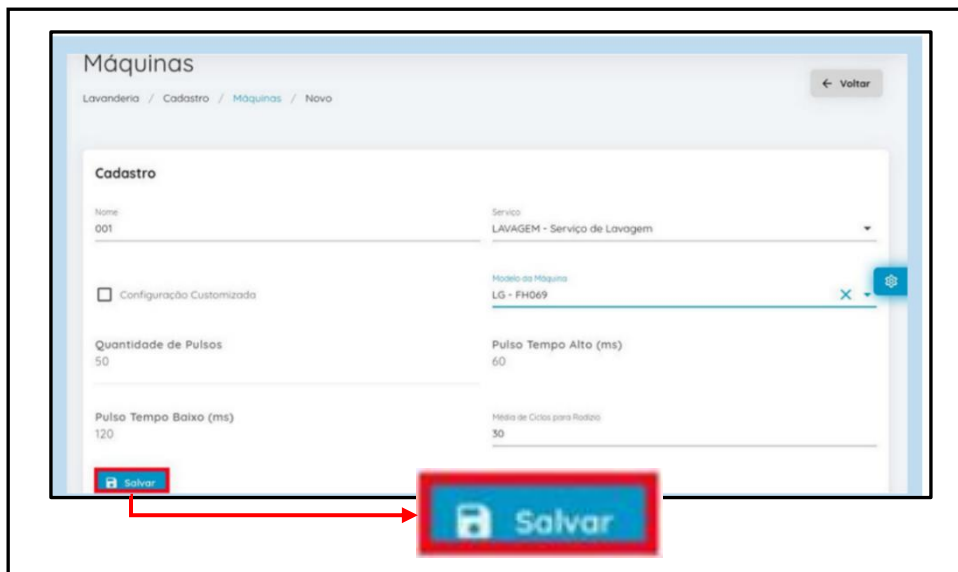 Máquinas
← Voltar
Lavanderia / Cadastro / Máquinas / Novo
Cadastro
Nome
001
Serviço
LAVAGEM - Serviço de Lavagem
Configuração Customizada
Modelo da Máquina
LG - FH069
Quantidade de Pulsos
50
Pulso Tempo Alto (ms)
60
Pulso Tempo Baixo (ms)
120
Média de Ciclos para Rodízio
30
Salvar
Salvar